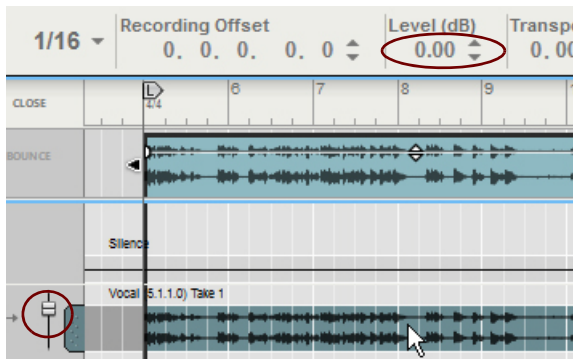 1/16
Recording Offset
0. 0. 0. 0. 0
Level (dB)
0.00
Transp
0. 00
CLOSE
L
4/4
6
7
8
9
BOUNCE
Silence
Vocal (5.1.1.0) Take 1